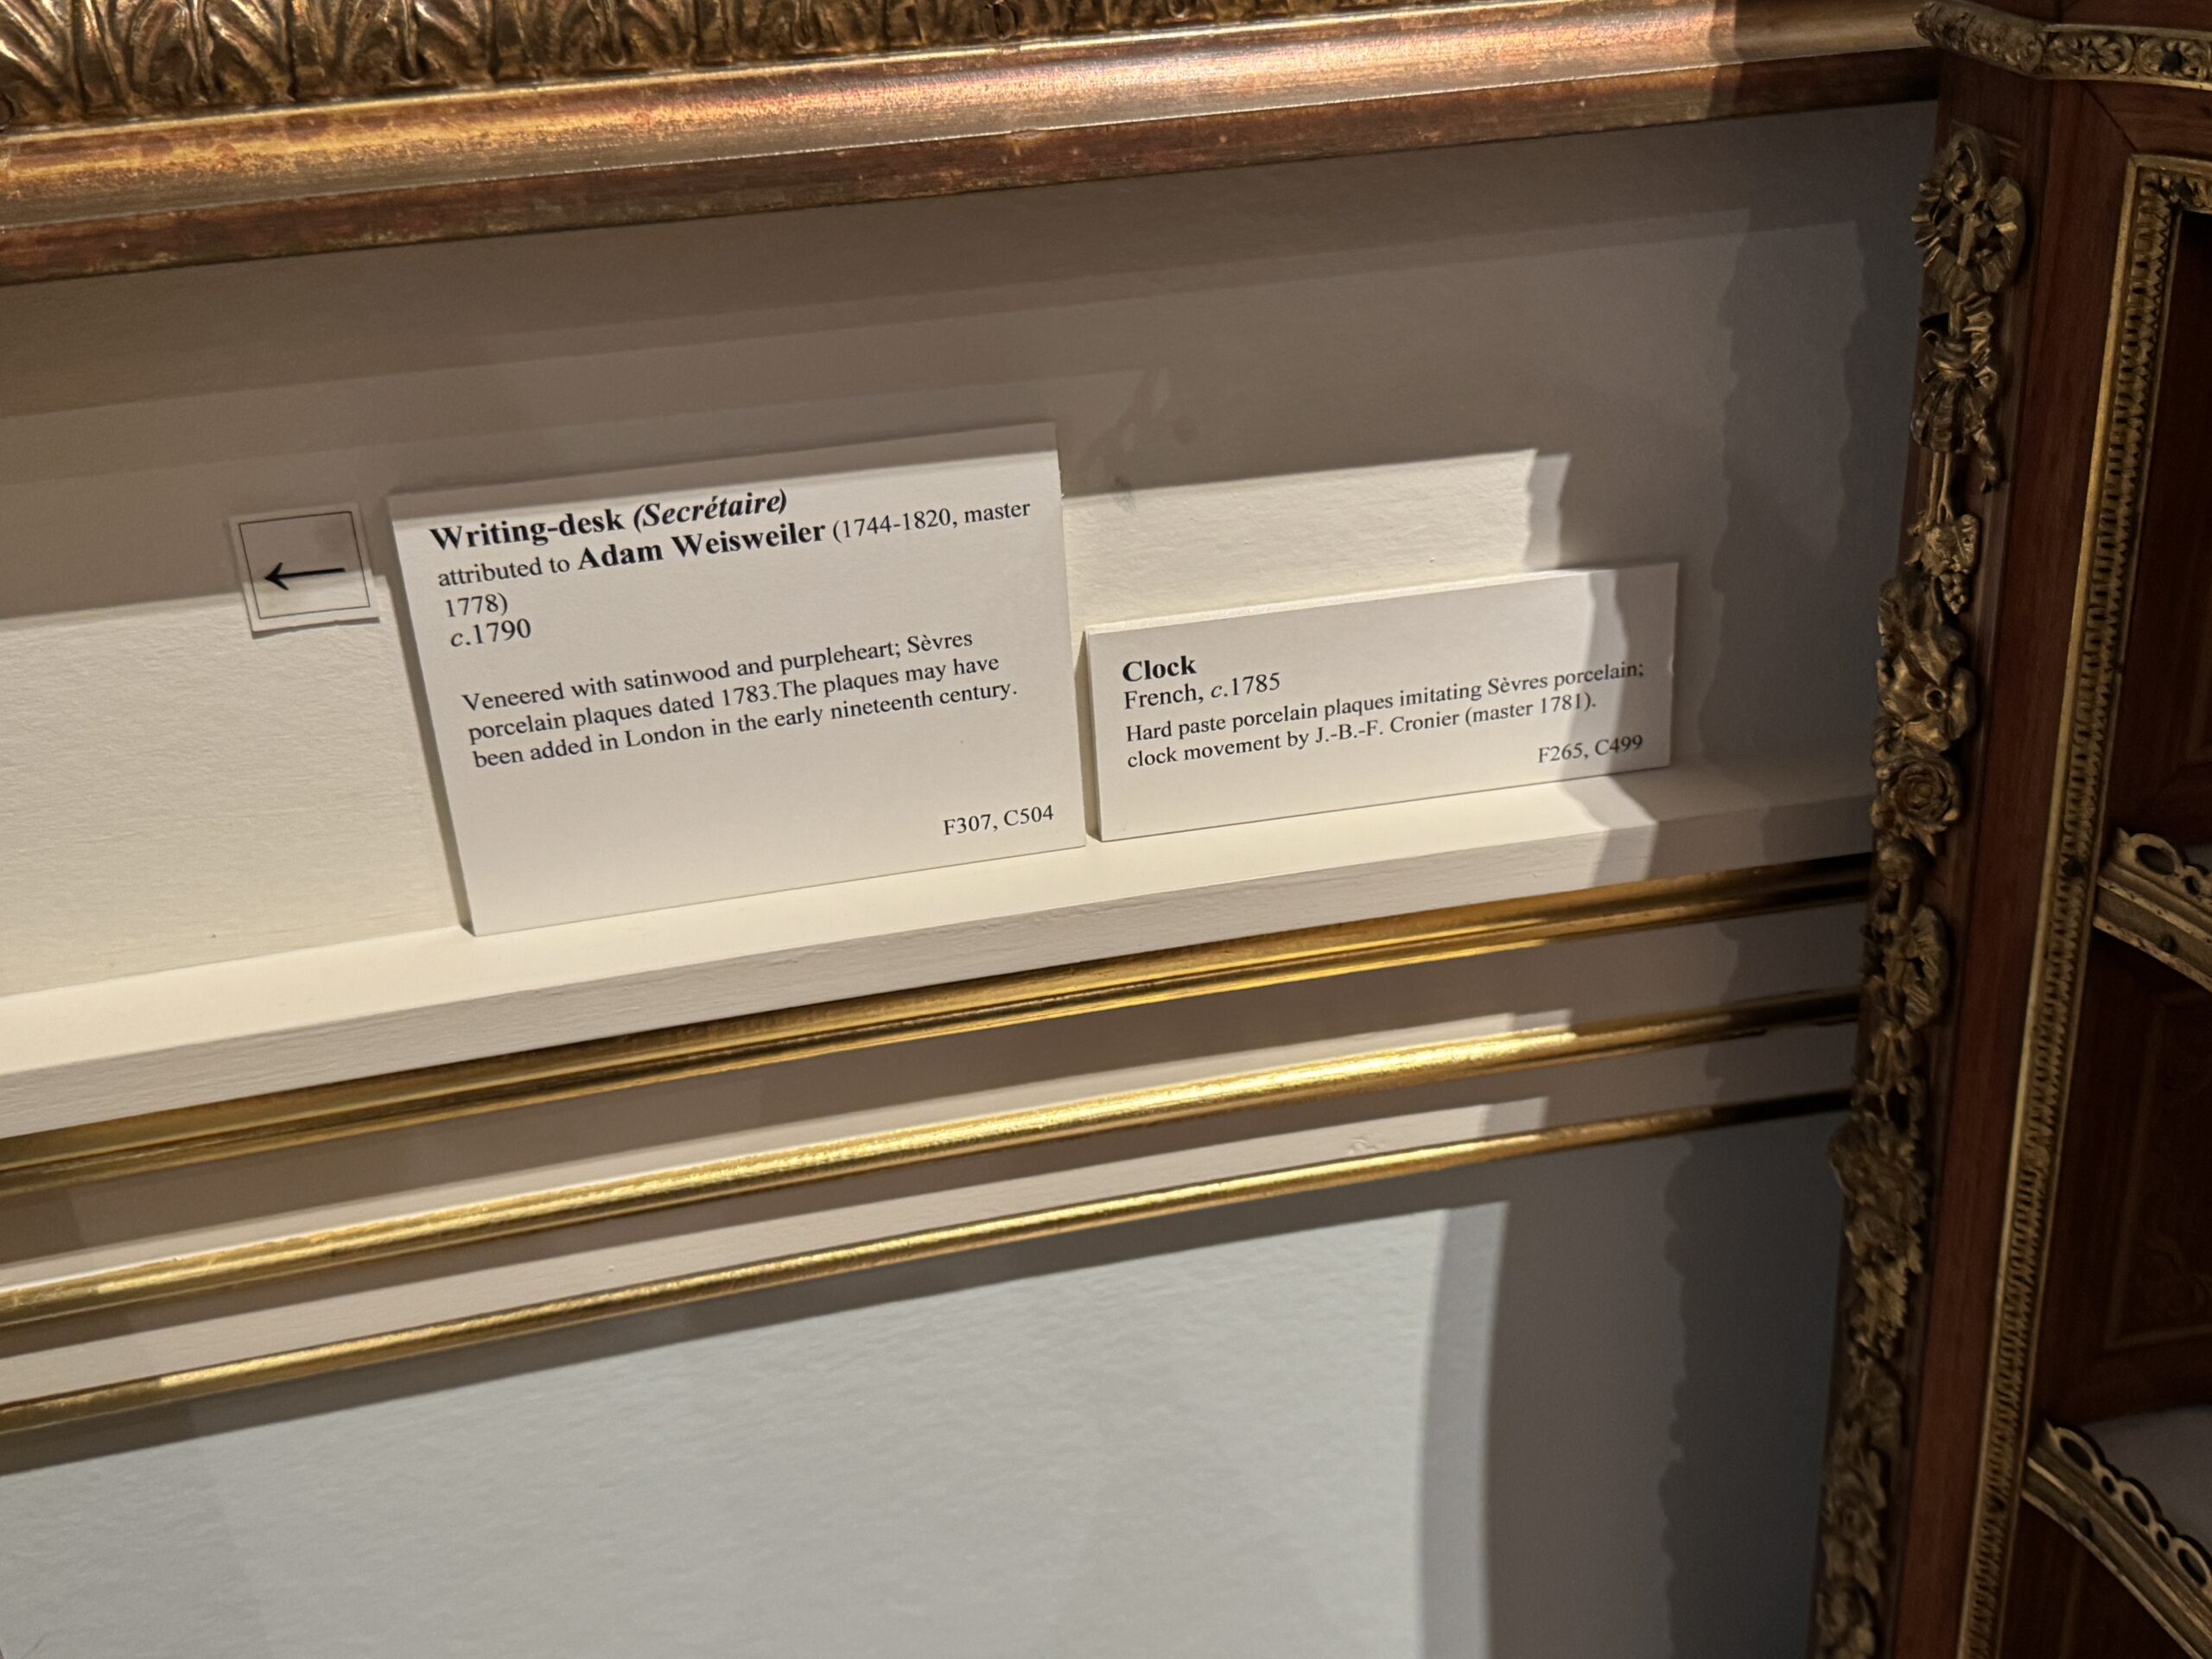 Writing-desk (Secrétaire)
attributed to Adam Weisweiler (1744-1820, master
1778)
c.1790
Veneered with satinwood and purpleheart; Sèvres
porcelain plaques dated 1783.The plaques may have
been added in London in the early nineteenth century.
F307, C504
Clock
French, c.1785
Hard paste porcelain plaques imitating Sèvres porcelain;
clock movement by J.-B.-F. Cronier (master 1781).
F265, C499